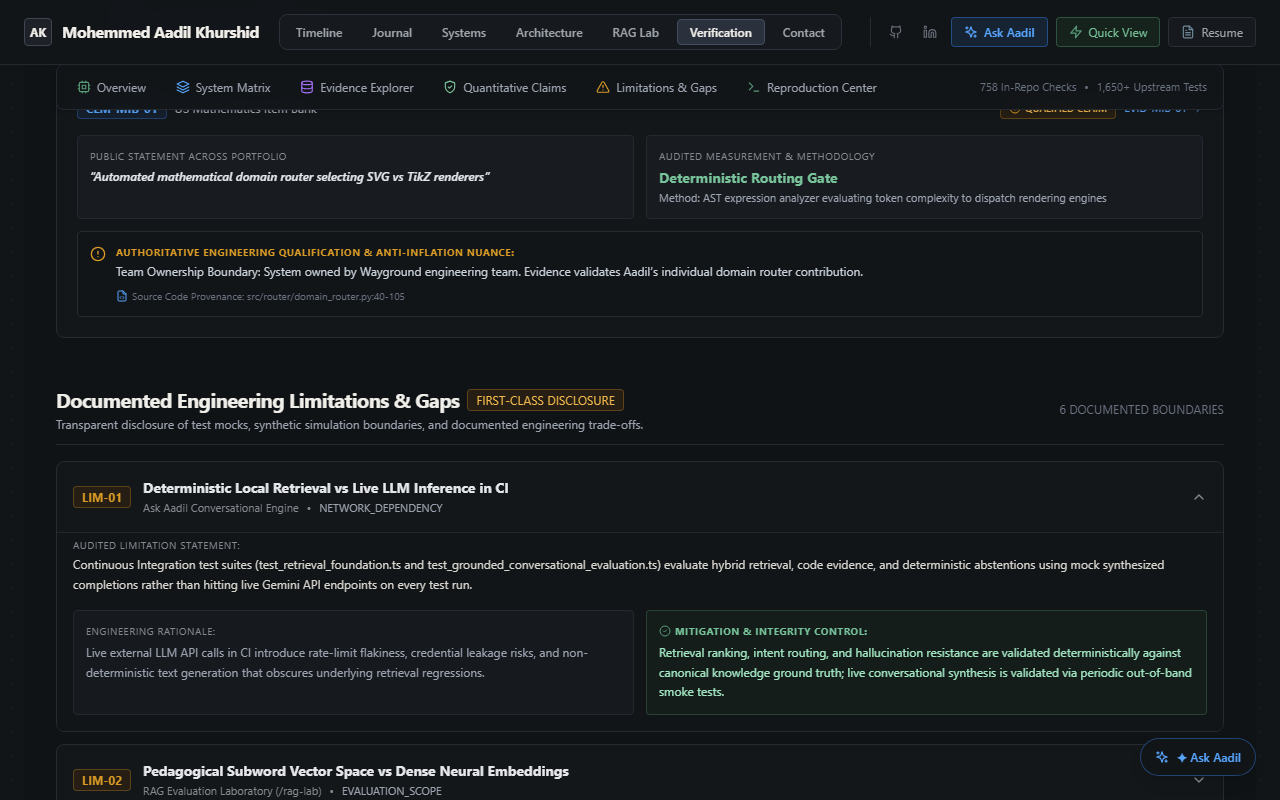 AK Mohemmed Aadil Khurshid Timeline Journal Systems Architecture RAG Lab Verification Contact Ask Aadil Quick View Resume
Overview System Matrix Evidence Explorer Quantitative Claims Limitations & Gaps Reproduction Center 758 In-Repo Checks • 1,650+ Upstream Tests
CLM-MIB-01 US Mathematics Item Bank QUALIFIED CLAIM EVID-MIB-01
PUBLIC STATEMENT ACROSS PORTFOLIO
"Automated mathematical domain router selecting SVG vs TikZ renderers"
AUDITED MEASUREMENT & METHODOLOGY
Deterministic Routing Gate
Method: AST expression analyzer evaluating token complexity to dispatch rendering engines
AUTHORITATIVE ENGINEERING QUALIFICATION & ANTI-INFLATION NUANCE:
Team Ownership Boundary: System owned by Wayground engineering team. Evidence validates Aadil's individual domain router contribution.
Source Code Provenance: src/router/domain_router.py:40-105
Documented Engineering Limitations & Gaps FIRST-CLASS DISCLOSURE
Transparent disclosure of test mocks, synthetic simulation boundaries, and documented engineering trade-offs.
6 DOCUMENTED BOUNDARIES
LIM-01 Deterministic Local Retrieval vs Live LLM Inference in CI
Ask Aadil Conversational Engine • NETWORK_DEPENDENCY
AUDITED LIMITATION STATEMENT:
Continuous Integration test suites (test_retrieval_foundation.ts and test_grounded_conversational_evaluation.ts) evaluate hybrid retrieval, code evidence, and deterministic abstentions using mock synthesized
completions rather than hitting live Gemini API endpoints on every test run.
ENGINEERING RATIONALE:
Live external LLM API calls in CI introduce rate-limit flakiness, credential leakage risks, and non-
deterministic text generation that obscures underlying retrieval regressions.
MITIGATION & INTEGRITY CONTROL:
Retrieval ranking, intent routing, and hallucination resistance are validated deterministically against
canonical knowledge ground truth; live conversational synthesis is validated via periodic out-of-band
smoke tests.
LIM-02 Pedagogical Subword Vector Space vs Dense Neural Embeddings
RAG Evaluation Laboratory (/rag-lab) • EVALUATION_SCOPE
✦ Ask Aadil